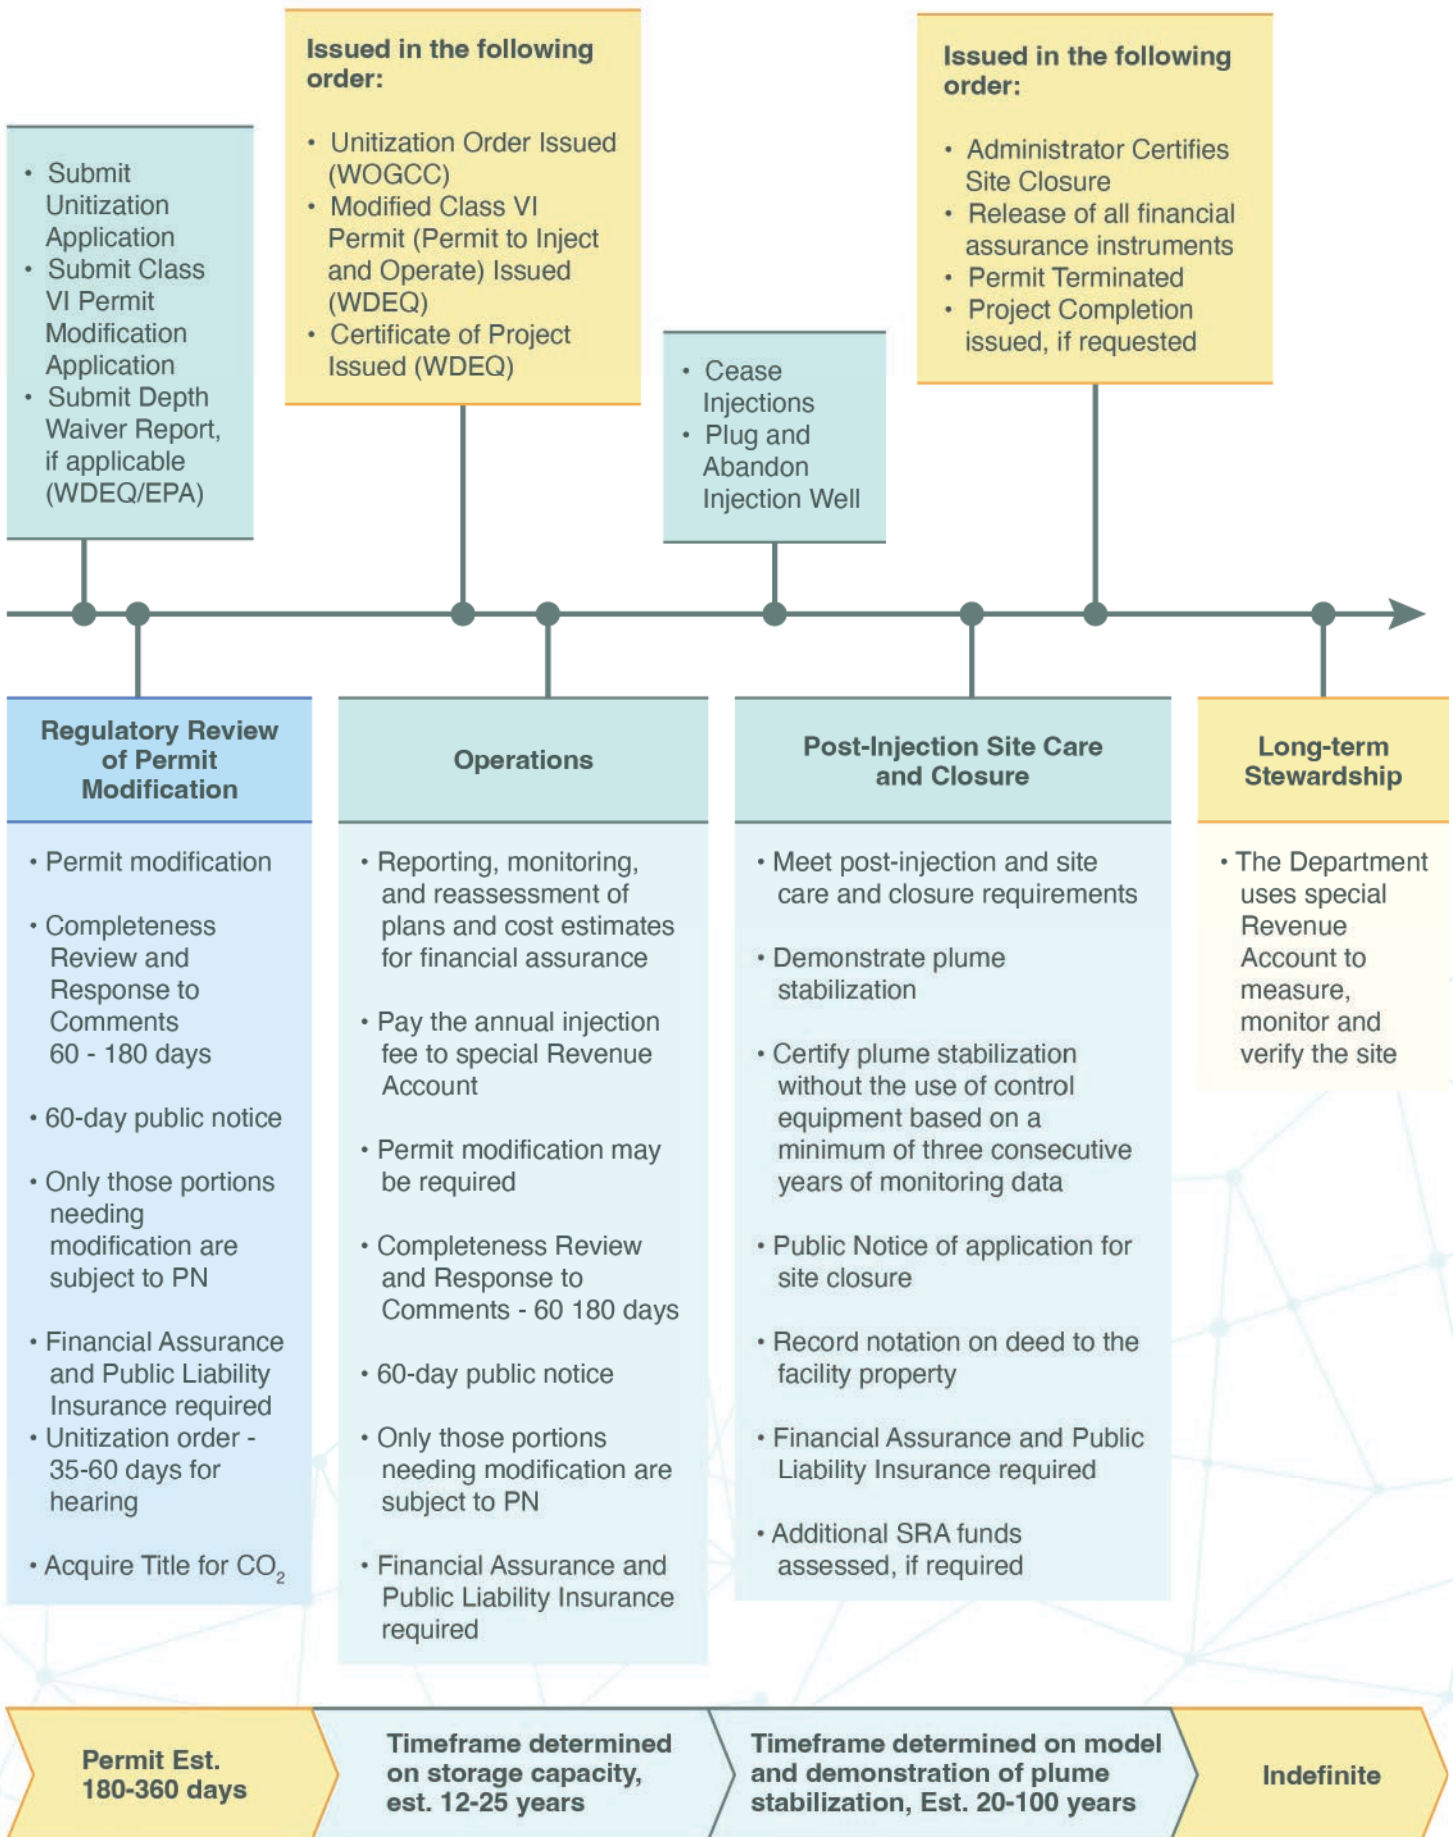 Issued in the following
order:
• Unitization Order Issued
(WOGCC)
• Modified Class VI
Permit (Permit to Inject
and Operate) Issued
(WDEQ)
• Certificate of Project
Issued (WDEQ)
Issued in the following
order:
• Administrator Certifies
Site Closure
• Release of all financial
assurance instruments
• Permit Terminated
• Project Completion
issued, if requested
• Submit
Unitization
Application
• Submit Class
VI Permit
Modification
Application
• Submit Depth
Waiver Report,
if applicable
(WDEQ/EPA)
• Cease
Injections
• Plug and
Abandon
Injection Well
Regulatory Review
of Permit
Modification
• Permit modification
• Completeness
Review and
Response to
Comments
60 - 180 days
• 60-day public notice
• Only those portions
needing
modification are
subject to PN
• Financial Assurance
and Public Liability
Insurance required
• Unitization order -
35-60 days for
hearing
• Acquire Title for CO₂
Operations
• Reporting, monitoring,
and reassessment of
plans and cost estimates
for financial assurance
• Pay the annual injection
fee to special Revenue
Account
• Permit modification may
be required
• Completeness Review
and Response to
Comments - 60 180 days
• 60-day public notice
• Only those portions
needing modification are
subject to PN
• Financial Assurance and
Public Liability Insurance
required
Post-Injection Site Care
and Closure
• Meet post-injection and site
care and closure requirements
• Demonstrate plume
stabilization
• Certify plume stabilization
without the use of control
equipment based on a
minimum of three consecutive
years of monitoring data
• Public Notice of application for
site closure
• Record notation on deed to the
facility property
• Financial Assurance and Public
Liability Insurance required
• Additional SRA funds
assessed, if required
Long-term
Stewardship
• The Department
uses special
Revenue
Account to
measure,
monitor and
verify the site
Permit Est.
180-360 days
Timeframe determined
on storage capacity,
est. 12-25 years
Timeframe determined on model
and demonstration of plume
stabilization, Est. 20-100 years
Indefinite